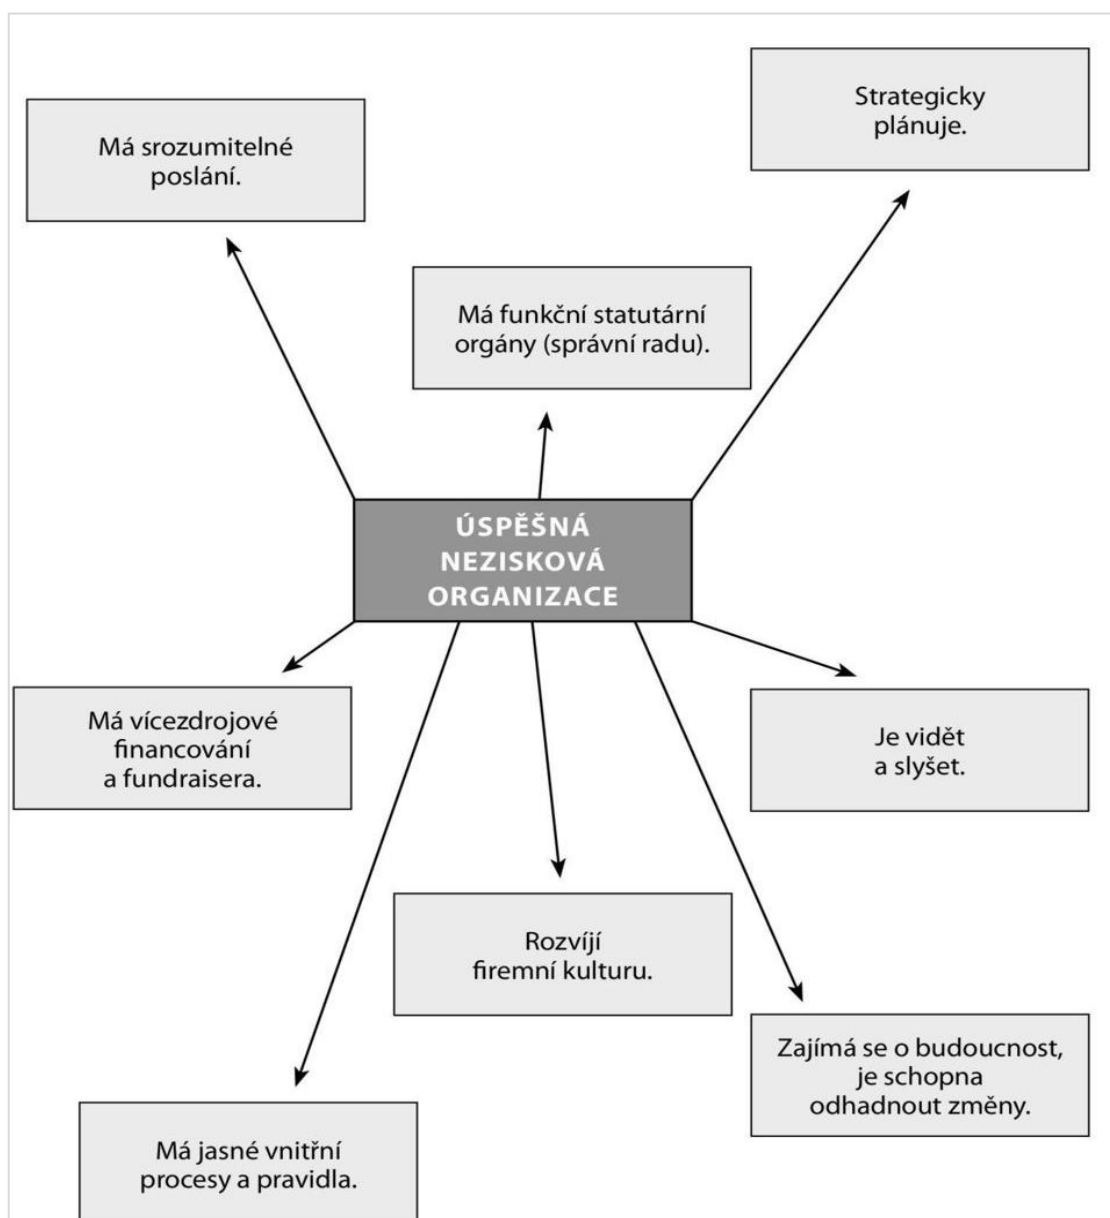 Strategicky
plánuje.
Má srozumitelné
poslání.
Má funkční statutární
orgány (správní radu).
ÚSPĚŠNÁ
NEZISKOVÁ
ORGANIZACE
Má vícezdrojové
financování
a fundraisera.
Je vidět
a slyšet.
Rozvíjí
firemní kulturu.
Zajímá se o budoucnost,
je schopna
odhadnout změny.
Má jasné vnitřní
procesy a pravidla.